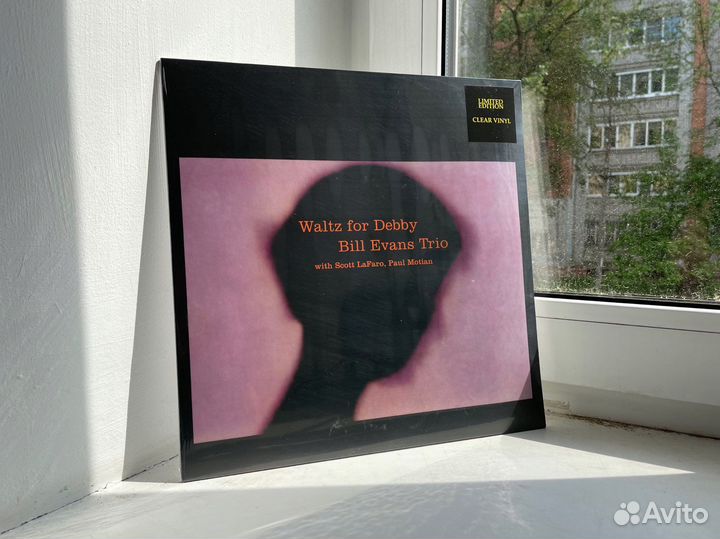 LIMITED
EDITION
CLEAR VINYL
Waltz for Debby
Bill Evans Trio
with Scott LaFaro, Paul Motian
Avito